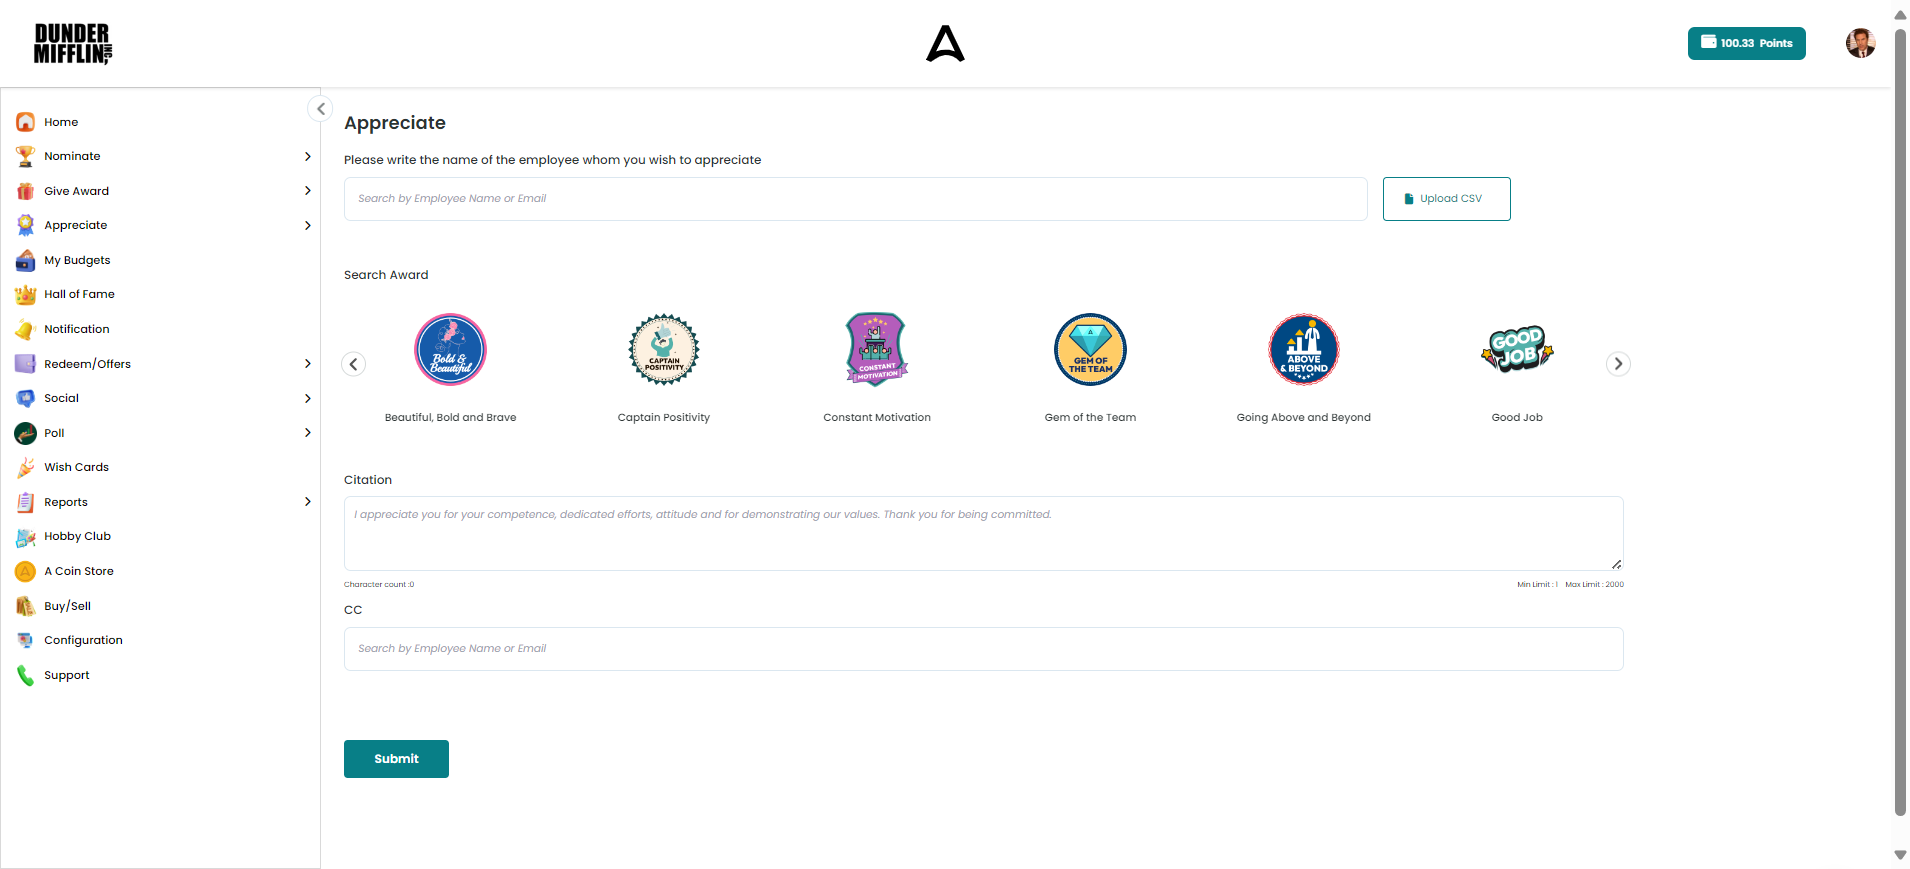 DUNDER
MIFFLIN, INC
100.33 Points
Home
Nominate
Give Award
Appreciate
My Budgets
Hall of Fame
Notification
Redeem/Offers
Social
Poll
Wish Cards
Reports
Hobby Club
A Coin Store
Buy/Sell
Configuration
Support
Appreciate
Please write the name of the employee whom you wish to appreciate
Search by Employee Name or Email
Upload CSV
Search Award
Bold &
Beautiful
CAPTAIN
POSITIVITY
CONSTANT
MOTIVATION
GEM OF
THE TEAM
ABOVE
& BEYOND
GOOD
JOB
Beautiful, Bold and Brave
Captain Positivity
Constant Motivation
Gem of the Team
Going Above and Beyond
Good Job
Citation
I appreciate you for your competence, dedicated efforts, attitude and for demonstrating our values. Thank you for being committed.
Character count :0
Min Limit : 1 Max Limit : 2000
CC
Search by Employee Name or Email
Submit